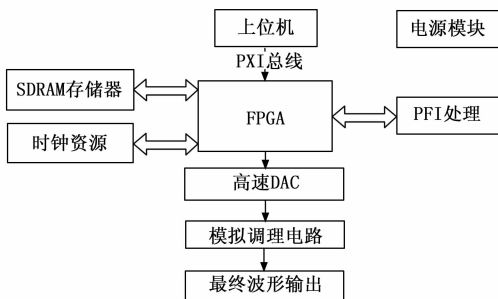 上位机
电源模块
PXI总线
SDRAM存储器
FPGA
PFI处理
时钟资源
高速DAC
模拟调理电路
最终波形输出